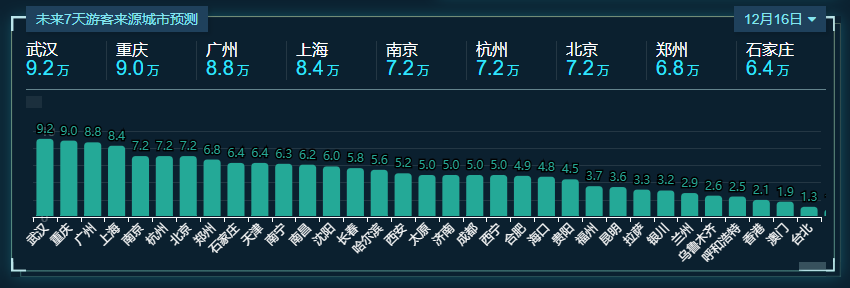 未来7天游客来源城市预测
12月16日
武汉 重庆 广州 上海 南京 杭州 北京 郑州 石家庄
9.2万 9.0万 8.8万 8.4万 7.2万 7.2万 7.2万 6.8万 6.4万
9.2 9.0 8.8 8.4 7.2 7.2 7.2 6.8 6.4 6.4 6.3 6.2 6.0 5.8 5.6 5.2 5.0 5.0 5.0 5.0 4.9 4.8 4.5 3.7 3.6 3.3 3.2 2.9 2.6 2.5 2.1 1.9 1.3
0
武汉 重庆 广州 上海 南京 杭州 北京 郑州 石家庄 天津 南宁 南昌 沈阳 长春 哈尔滨 西安 太原 济南 成都 西宁 合肥 海口 贵阳 福州 昆明 拉萨 银川 兰州 乌鲁木齐 呼和浩特 香港 澳门 台北